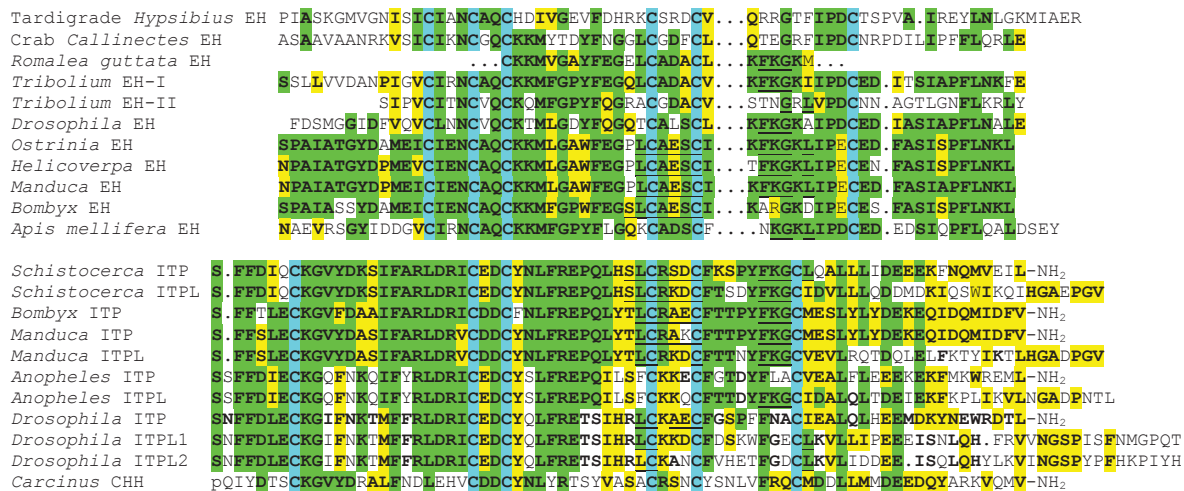 Tardigrade Hypsibius EH PIASKGMVGNISICIANCAQCHDIVGEVFDHRKCSRDCV...QRRGTFIPDCTSPVA.IREYLNLGKMIAER
Crab Callinectes EH ASAAVAANRKVSICIKNCGQCKKMYTDYFNGGLCGDFCL...QTEGRFIPDCNRPDILIPFFLQRLE
Romalea guttata EH ...CKKMVGAYFEGELCADACL...KFKGKM...
Tribolium EH-I SSLLVVDANPIGVCIRNCAQCKKMFGPYFEGQLCADACV...KFKGKLIPDCED.ITSIAPFLNKFE
Tribolium EH-II SIPVCITNCVQCKQMFGPYFQGRACGDACV...STNGRLVPDCNN.AGTLGNFLKRLY
Drosophila EH FDSMGGIDFVQVCLNNCVQCKTMLGDYFQGQTCALSCL...KFKGKAIPDCED.IASIAPFLNALE
Ostrinia EH SPAIATGYDAMEICIENCAQCKKMLGAWFEGPLCAESCI...KFKGKLIPECED.FASISPFLNKL
Helicoverpa EH NPAIATGYDPMEVCIENCAQCKKMLGAWFEGPLCAESCI...TFKGKLIPECEN.FASISPFLNKL
Manduca EH NPAIATGYDPMEICIENCAQCKKMLGAWFEGPLCAESCI...KFKGKLIPECED.FASIAPFLNKL
Bombyx EH SPAIASSYDAMEICIENCAQCKKMFGPWFEGSLCAESCI...KARGKDIPECES.FASISPFLNKL
Apis mellifera EH NAEVRSGYIDDGVCIRNCAQCKKMFGPYFLGQKCADSCF...NKGKLIPDCED.EDSIQPFLQALDSEY
Schistocerca ITP S.FFDIQCKGVYDKSIFARLDRICEDCYNLFREPQLHSLCRSDCFKSPYFKGCLQALLLIDEEEKFNQMVEIL-NH2
Schistocerca ITPL S.FFDIQCKGVYDKSIFARLDRICEDCYNLFREPQLHSLCRKDCFTSDYFKGCIDVLLLQDDMDKIQSWIKQIHGAEPGV
Bombyx ITP S.FFTLECKGVFDAAIFARLDRICDDCFNLFREPQLYTLCRAECFTTPYFKGCMESLYLYDEKEQIDQMIDFV-NH2
Manduca ITP S.FFSLECKGVYDASIFARLDRVCDDCYNLFREPQLYTLCRAKCFTTPYFKGCMESLYLYDEKEQIDQMIDFV-NH2
Manduca ITPL S.FFSLECKGVYDASIFARLDRVCDDCYNLFREPQLYTLCRKDCFTTNYFKGCVEVLRQTDQLELFKTYIKTLHGADPGV
Anopheles ITP SSFFDIECKGQFNKQIFYRLDRICEDCYSLFREPQILSFCKKECFGTDYFLACVEALFLEEEKEKFMKWREML-NH2
Anopheles ITPL SSFFDIECKGQFNKQIFYRLDRICEDCYSLFREPQILSFCKKQCFTTDYFKGCIDALQLTDEIEKFKPLIKVLNGADPNTL
Drosophila ITP SNFFDLECKGIFNKTMFFRLDRICEDCYQLFRETSIHRLCKAECFGSPFFNACIEALQLHEEMDKYNEWRDTL-NH2
Drosophila ITPL1 SNFFDLECKGIFNKTMFFRLDRICEDCYQLFRETSIHRLCKKDCFDSKWFGECLKVLLIPEEEISNLQH.FRVVNGSPISFNMGPQT
Drosophila ITPL2 SNFFDLECKGIFNKTMFFRLDRICEDCYQLFRETSIHRLCKANCFVHETFGDCLKVLLIDDEE.ISQLQHYLKVINGSPYPFHKPIYH
Carcinus CHH pQIYDTSCKGVYDRALFNDLEHVCDDCYNLYRTSYVASACRSNCYSNLVFRQCMDDLLMMDEEDQYARKVQMV-NH2